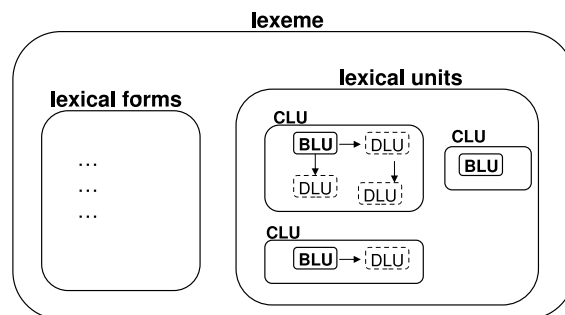 lexeme
lexical forms
…
…
…
lexical units
CLU
BLU
DLU
DLU
DLU
CLU
BLU
CLU
BLU
DLU